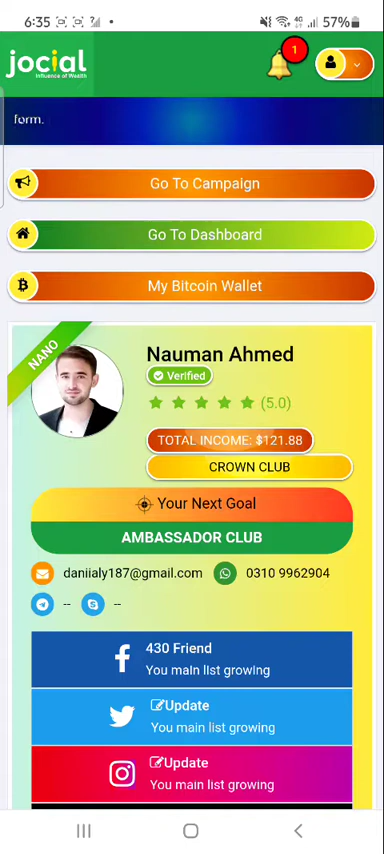 6:35
4G
57%
jocial
Influence of Wealth
1
form.
Go To Campaign
Go To Dashboard
My Bitcoin Wallet
NANO
Nauman Ahmed
Verified
(5.0)
TOTAL INCOME: $121.88
CROWN CLUB
Your Next Goal
AMBASSADOR CLUB
daniialy187@gmail.com 0310 9962904
-- --
430 Friend
You main list growing
Update
You main list growing
Update
You main list growing